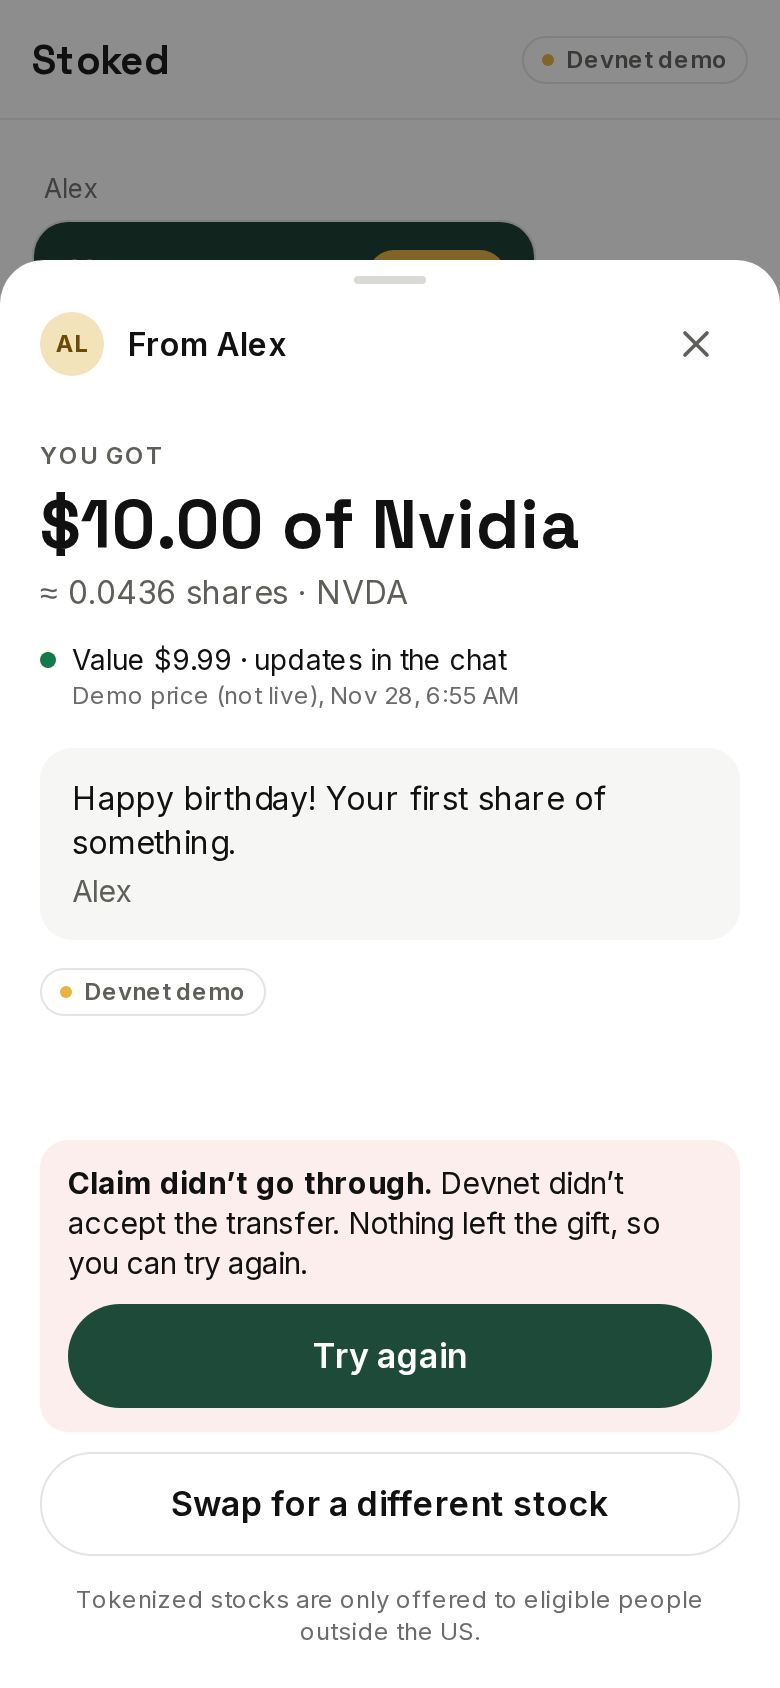 Stoked
Devnet demo
Alex
AL
From Alex
YOU GOT
$10.00 of Nvidia
≈ 0.0436 shares · NVDA
Value $9.99 · updates in the chat
Demo price (not live), Nov 28, 6:55 AM
Happy birthday! Your first share of
something.
Alex
Devnet demo
Claim didn’t go through. Devnet didn’t
accept the transfer. Nothing left the gift, so
you can try again.
Try again
Swap for a different stock
Tokenized stocks are only offered to eligible people
outside the US.